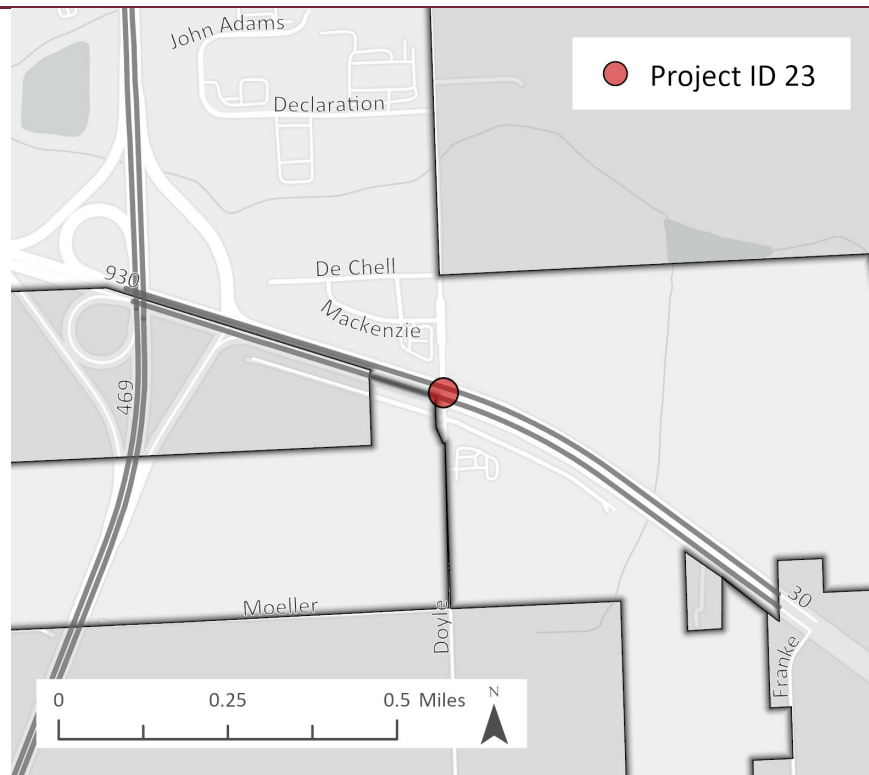 John Adams
Project ID 23
Declaration
De Chell
930
Mackenzie
469
Moeller
Doyle
30
Franke
0 0.25 0.5 Miles
N